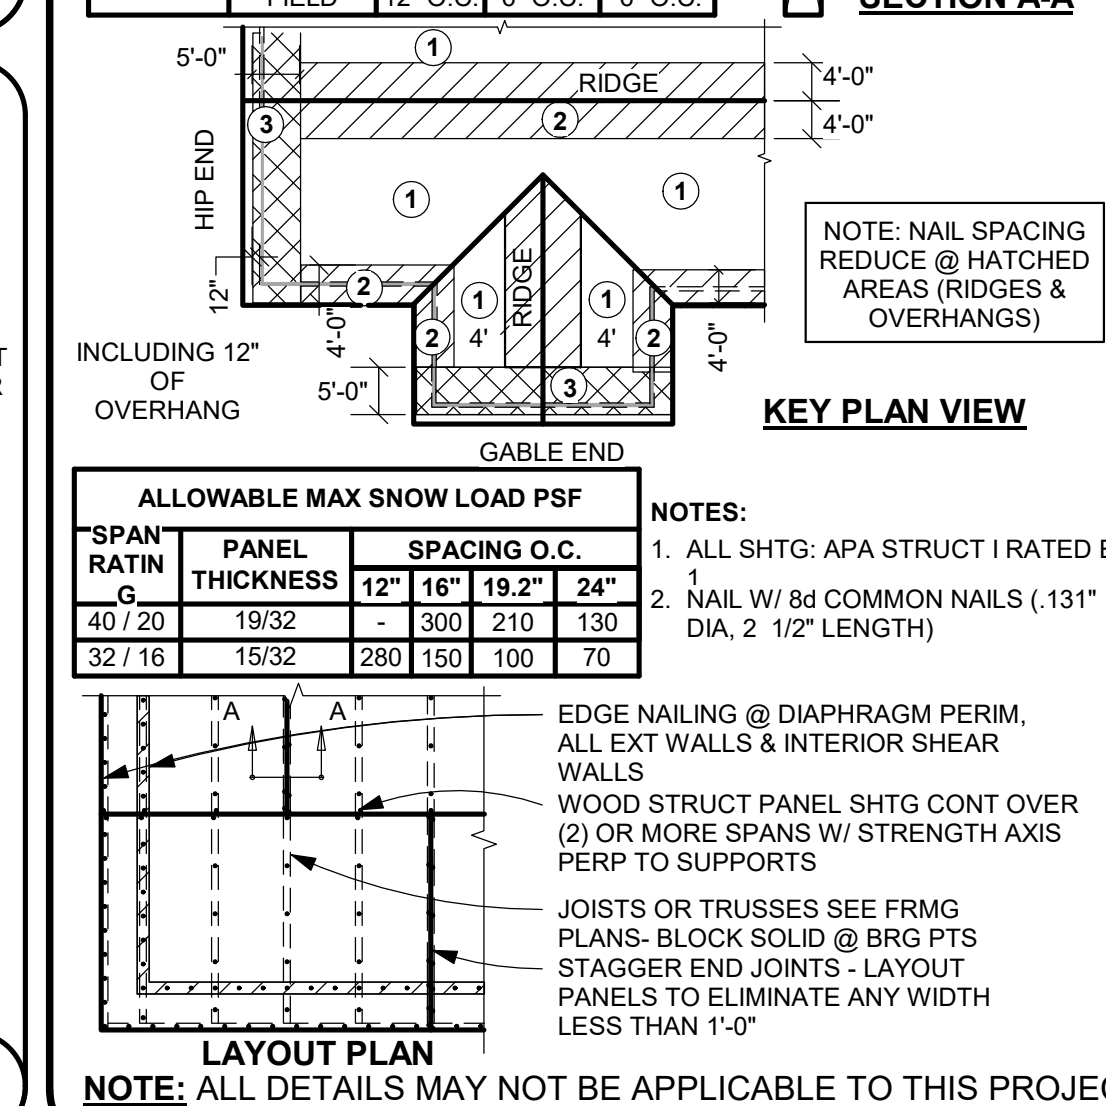 FIELD 12" O.C. 6" O.C. 6" O.C.
SECTION A-A
1
5'-0"
RIDGE
4'-0"
3
2
4'-0"
HIP END
1
1
NOTE: NAIL SPACING
REDUCE @ HATCHED
AREAS (RIDGES &
OVERHANGS)
12"
2
4'-0"
1
4'
RIDGE
1
4'
2
2
4'-0"
INCLUDING 12"
OF
OVERHANG
5'-0"
3
KEY PLAN VIEW
GABLE END
ALLOWABLE MAX SNOW LOAD PSF
SPAN
RATIN
G
PANEL
THICKNESS
SPACING O.C.
12" 16" 19.2" 24"
40 / 20 19/32 - 300 210 130
32 / 16 15/32 280 150 100 70
NOTES:
1. ALL SHTG: APA STRUCT I RATED
1
2. NAIL W/ 8d COMMON NAILS (.131"
DIA, 2 1/2" LENGTH)
A A
EDGE NAILING @ DIAPHRAGM PERIM,
ALL EXT WALLS & INTERIOR SHEAR
WALLS
WOOD STRUCT PANEL SHTG CONT OVER
(2) OR MORE SPANS W/ STRENGTH AXIS
PERP TO SUPPORTS
JOISTS OR TRUSSES SEE FRMG
PLANS- BLOCK SOLID @ BRG PTS
STAGGER END JOINTS - LAYOUT
PANELS TO ELIMINATE ANY WIDTH
LESS THAN 1'-0"
LAYOUT PLAN
NOTE: ALL DETAILS MAY NOT BE APPLICABLE TO THIS PROJEC